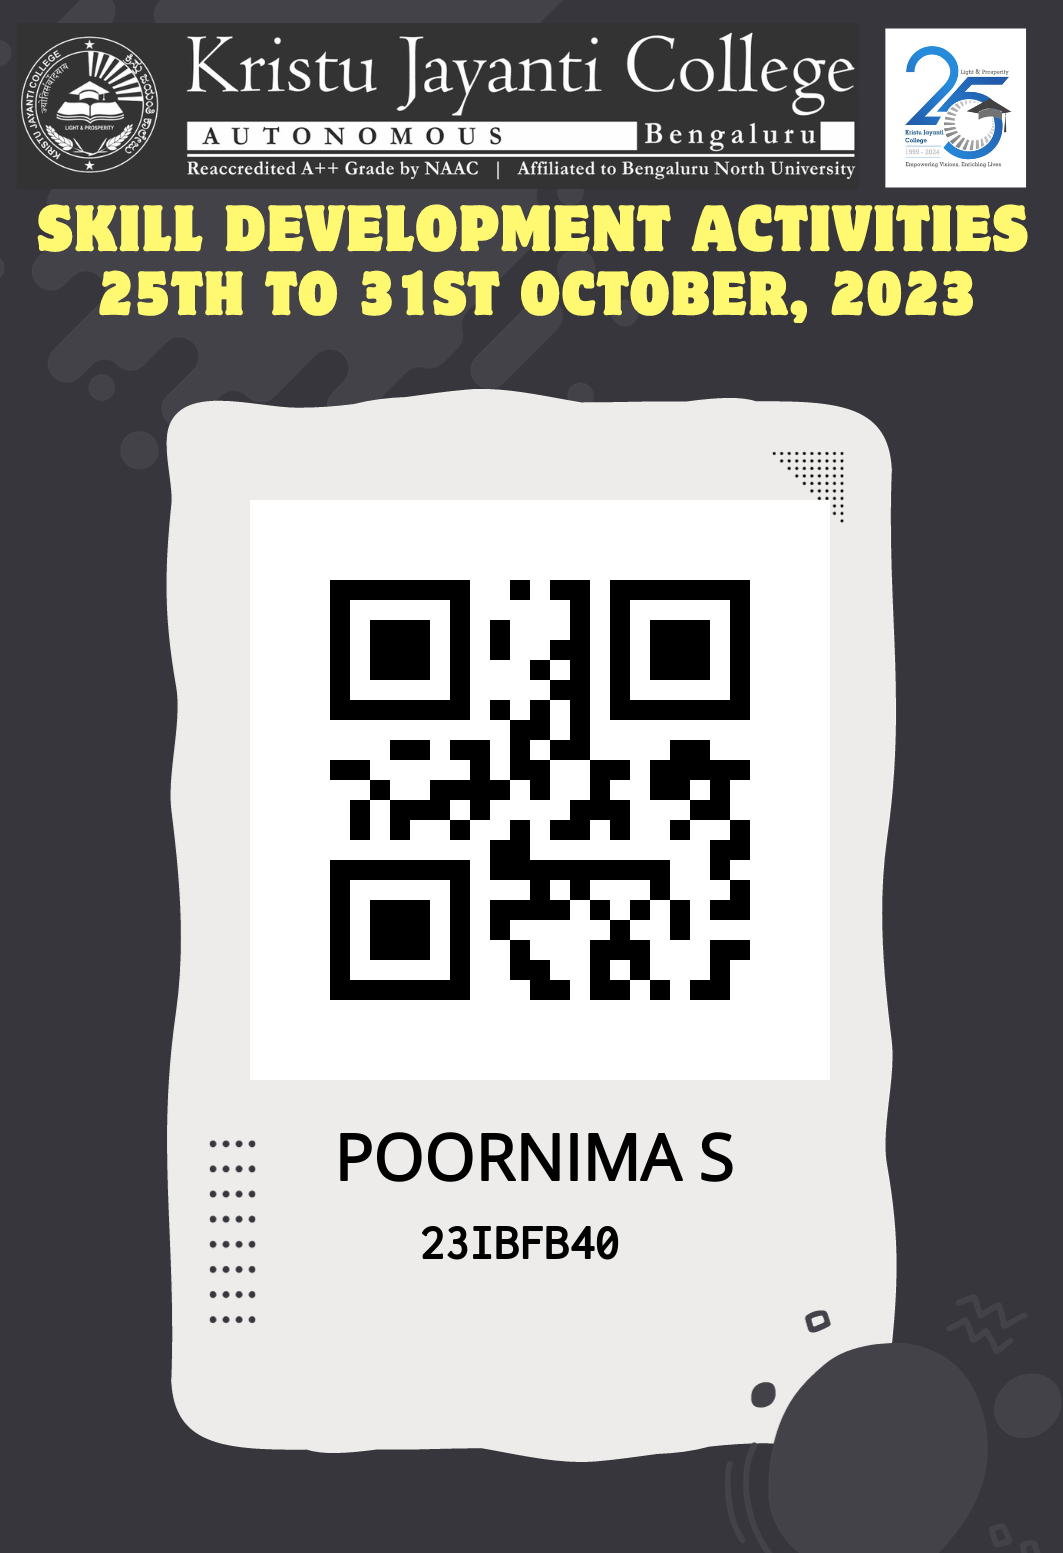 Kristu Jayanti College
AUTONOMOUS Bengaluru
Reaccredited A++ Grade by NAAC | Affiliated to Bengaluru North University
KRISTU JAYANTI COLLEGE
LIGHT & PROSPERITY
25
Light & Prosperity
Kristu Jayanti
College
1999 - 2024
Empowering Visions, Enriching Lives
SKILL DEVELOPMENT ACTIVITIES
25TH TO 31ST OCTOBER, 2023
POORNIMA S
23IBFB40